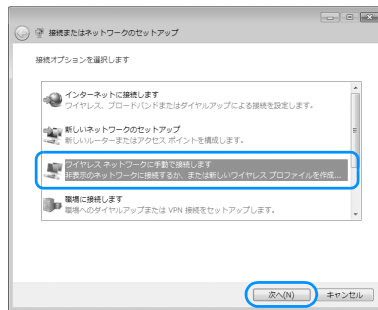 接続またはネットワークのセットアップ
接続オプションを選択します
インターネットに接続します
ワイヤレス、ブロードバンドまたはダイヤルアップによる接続を設定します。
新しいネットワークのセットアップ
新しいルーターまたはアクセス ポイントを構成します。
ワイヤレス ネットワークに手動で接続します
非表示のネットワークに接続するか、または新しいワイヤレス プロファイルを作成...
職場に接続します
職場へのダイヤルアップまたは VPN 接続をセットアップします。
次へ(N)
キャンセル